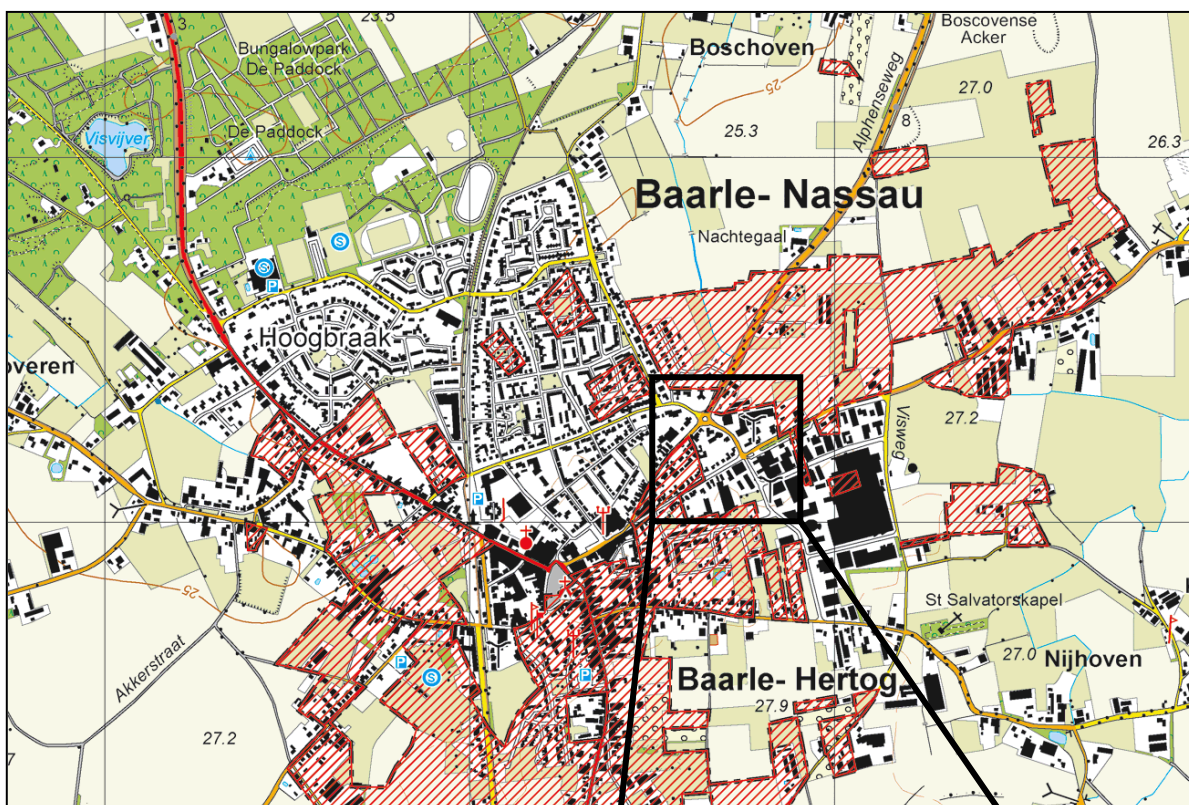 3
23.5
Boscovense
Acker
Bungalowpark
De Paddock
Boschoven
25
27.0
Alphenseweg
8
Visvijver
De Paddock
25.3
26.3
Baarle- Nassau
S
Nachtegaal
S
P
Hoogbraak
overen
Visweg
27.2
P
25
St Salvatorskapel
Akkerstraat
P
S
P
Baarle- Hertog
27.0
Nijhoven
27.9
27.2
7